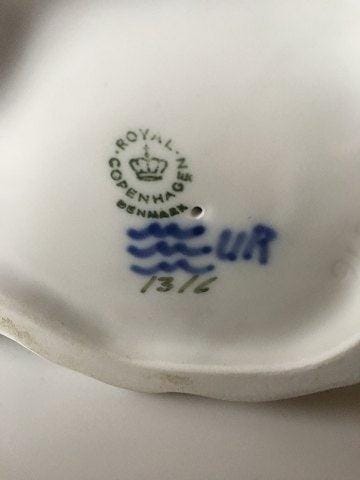 ROYAL
COPENHAGEN
DENMARK
UR
1316